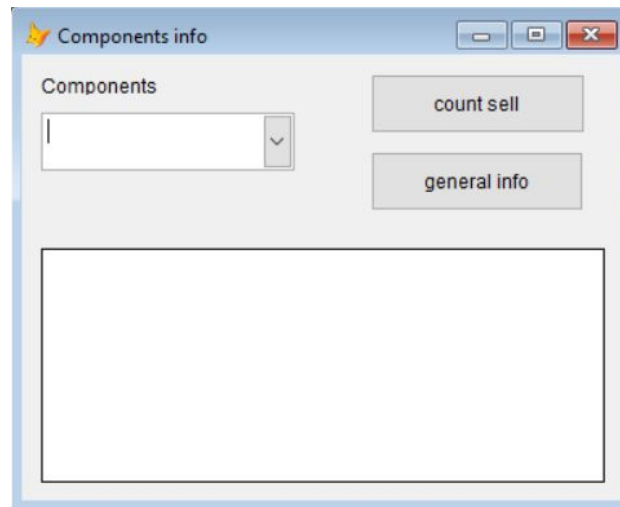 Components info
Components
count sell
general info